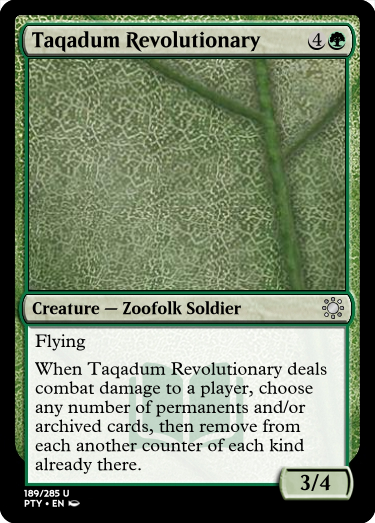 Taqadum Revolutionary 4
Creature — Zoofolk Soldier
Flying
When Taqadum Revolutionary deals
combat damage to a player, choose
any number of permanents and/or
archived cards, then remove from
each another counter of each kind
already there.
3/4
189/285 U
PTY • EN